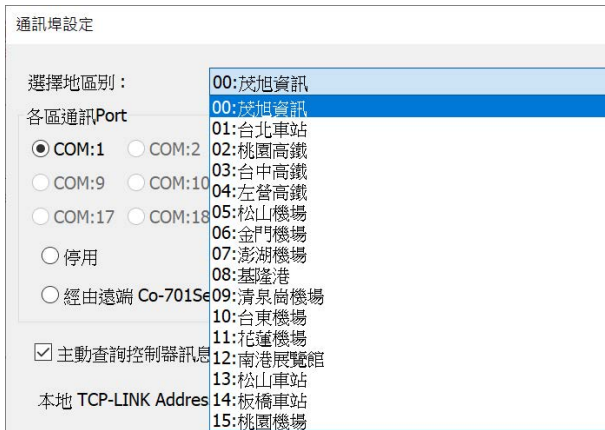 通訊埠設定
選擇地區別：
00:茂旭資訊
各區通訊Port
COM:1
COM:2
COM:9
COM:10
COM:17
COM:18
停用
經由遠端 Co-701Se
主動查詢控制器訊息
本地 TCP-LINK Addres
00:茂旭資訊
01:台北車站
02:桃園高鐵
03:台中高鐵
04:左營高鐵
05:松山機場
06:金門機場
07:澎湖機場
08:基隆港
09:清泉崗機場
10:台東機場
11:花蓮機場
12:南港展覽館
13:松山車站
14:板橋車站
15:桃園機場